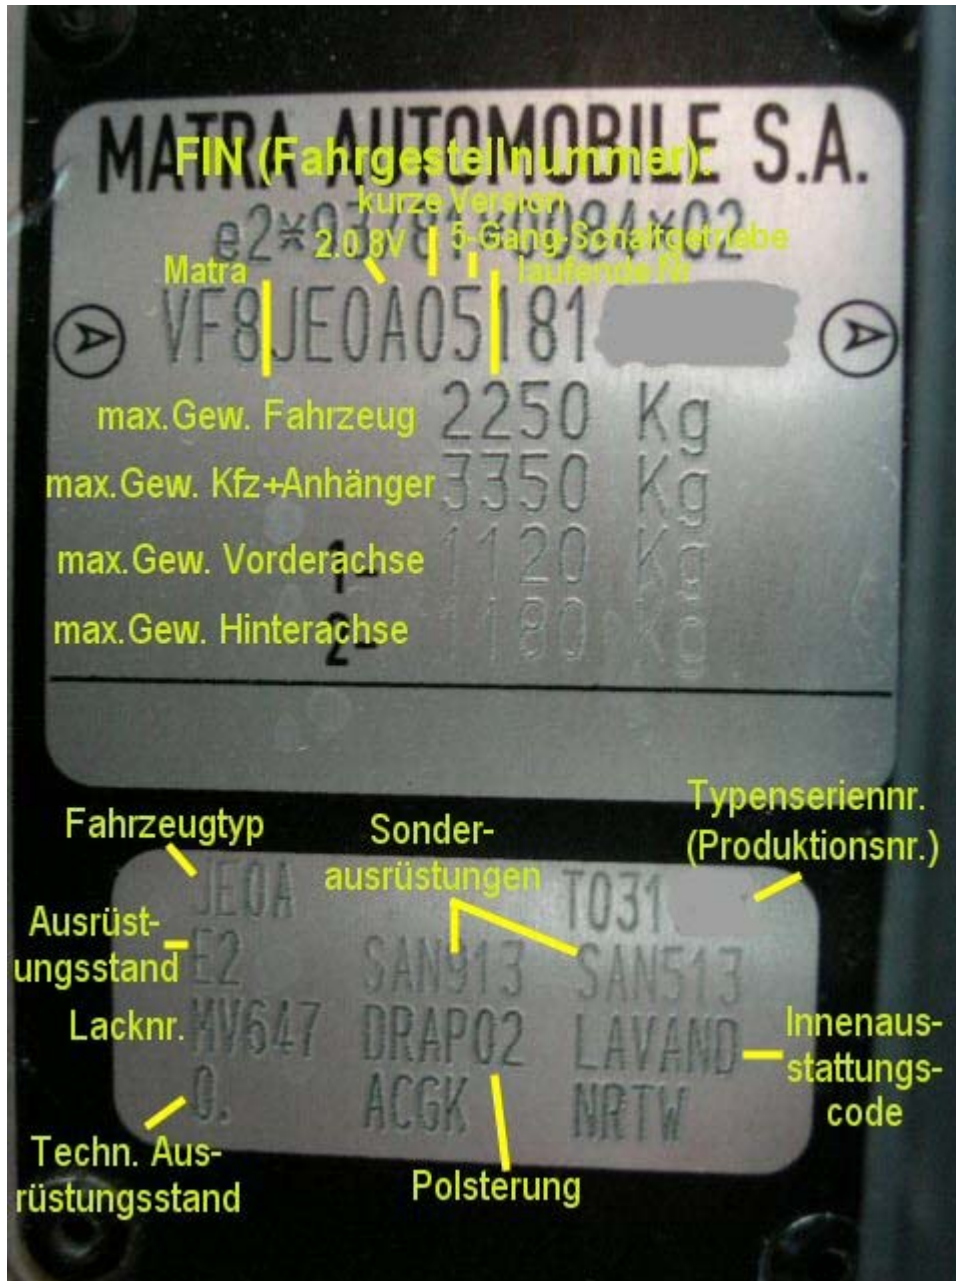 MATRA AUTOMOBILE S.A.
FIN (Fahrgestellnummer):
kurze Version
2.0 8V
5-Gang-Schaltgetriebe
Matra
laufende Nr
VF8JE0A05181
max.Gew. Fahrzeug 2250 Kg
max.Gew. Kfz+Anhänger 3350 Kg
max.Gew. Vorderachse 1- 1120 Kg
max.Gew. Hinterachse 2- 1180 Kg
Typenseriennr.
(Produktionsnr.)
Fahrzeugtyp
Sonder-
ausrüstungen
JE0A T031
Ausrüst-
ungsstand
E2 SAN913 SAN513
Lacknr.
MV647 DRAP02 LAVAND
Innenaus-
stattungs-
code
0. ACGK NRTW
Techn. Aus-
rüstungsstand
Polsterung